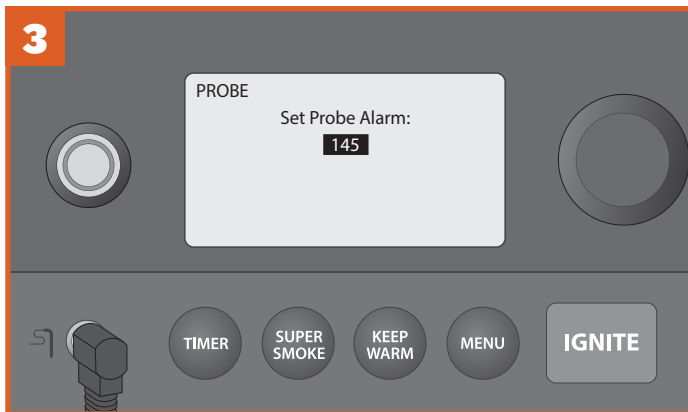 3
PROBE
Set Probe Alarm:
145
TIMER
SUPER
SMOKE
KEEP
WARM
MENU
IGNITE